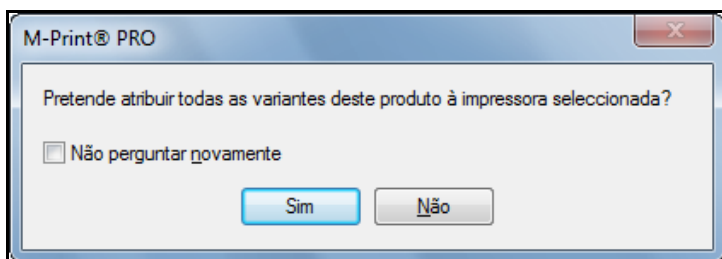 M-Print® PRO
Pretende atribuir todas as variantes deste produto à impressora seleccionada?
Não perguntar novamente
Sim Não